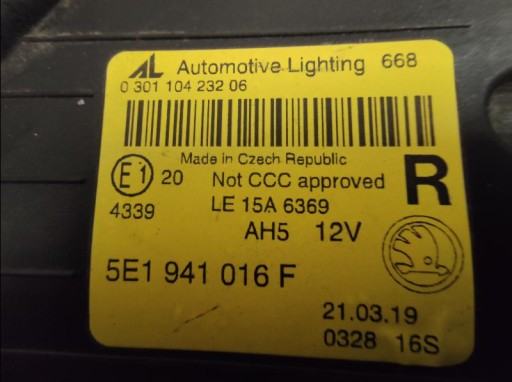 AL Automotive Lighting 668
0 301 104 232 06
Made in Czech Republic
E1 20 Not CCC approved R
4339 LE 15A 6369
AH5 12V
5E1 941 016 F
21.03.19
0328 16S